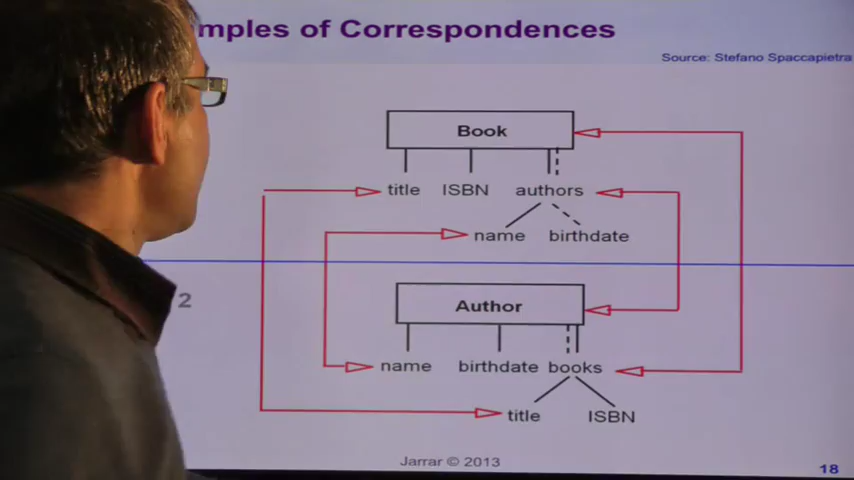 mples of Correspondences
Source: Stefano Spaccapietra
Book
title ISBN authors
name birthdate
2
Author
name birthdate books
title ISBN
Jarrar © 2013
18